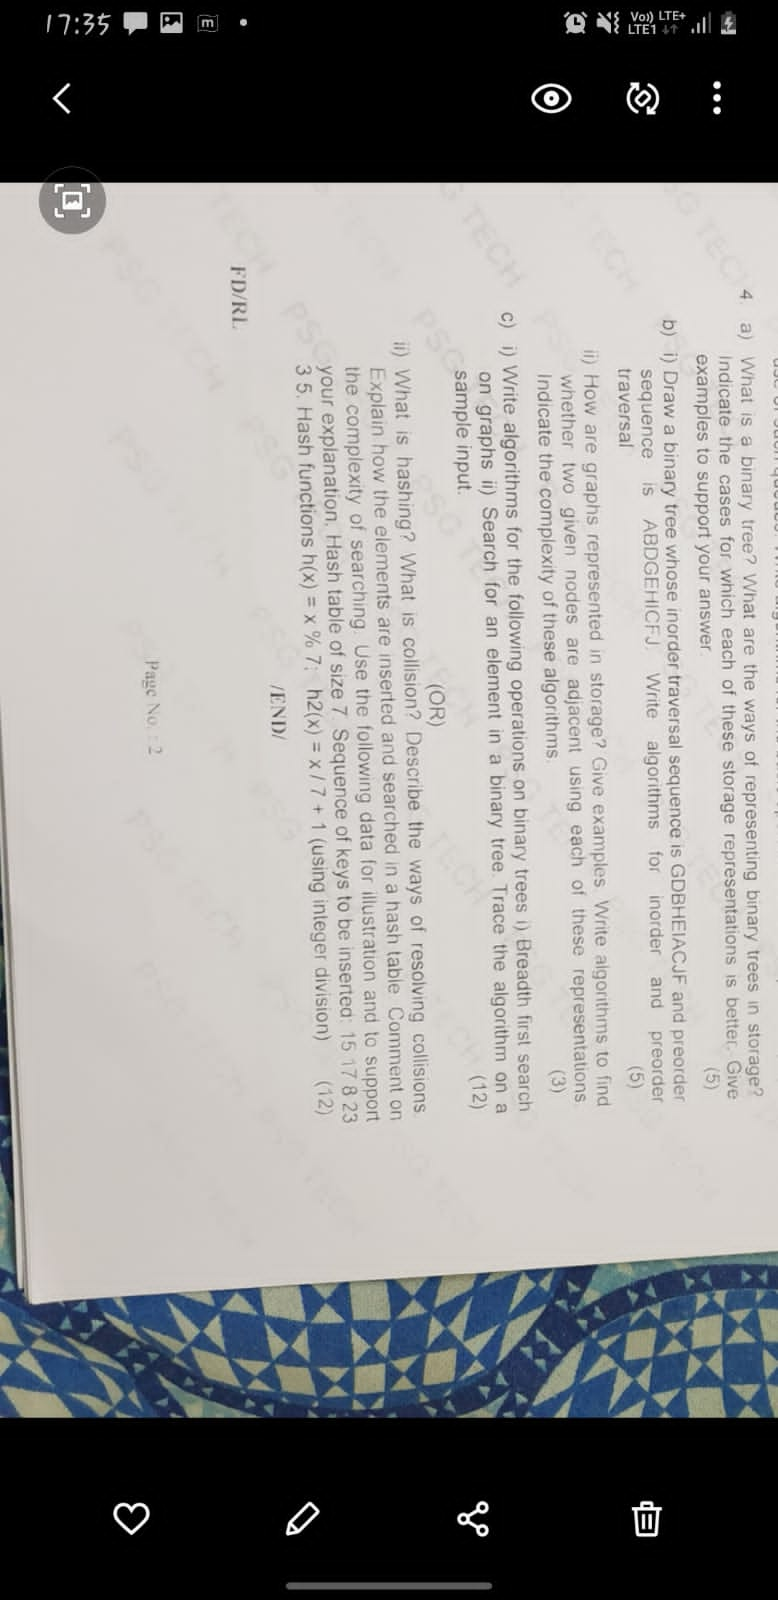 17:35
Vo)) LTE+
LTE1
4. a) What is a binary tree? What are the ways of representing binary trees in storage?
Indicate the cases for which each of these storage representations is better. Give
examples to support your answer. (5)
b) i) Draw a binary tree whose inorder traversal sequence is GDBHEIACJF and preorder
sequence is ABDGEHICFJ. Write algorithms for inorder and preorder
traversal (5)
ii) How are graphs represented in storage? Give examples. Write algorithms to find
whether two given nodes are adjacent using each of these representations.
Indicate the complexity of these algorithms. (3)
c) i) Write algorithms for the following operations on binary trees i) Breadth first search
on graphs ii) Search for an element in a binary tree. Trace the algorithm on a
sample input. (12)
(OR)
ii) What is hashing? What is collision? Describe the ways of resolving collisions.
Explain how the elements are inserted and searched in a hash table. Comment on
the complexity of searching. Use the following data for illustration and to support
your explanation. Hash table of size 7. Sequence of keys to be inserted: 15 17 8 23
3 5. Hash functions h(x) = x % 7; h2(x) = x / 7 + 1 (using integer division) (12)
/END/
FD/RL
Page No. : 2
PSG TECH